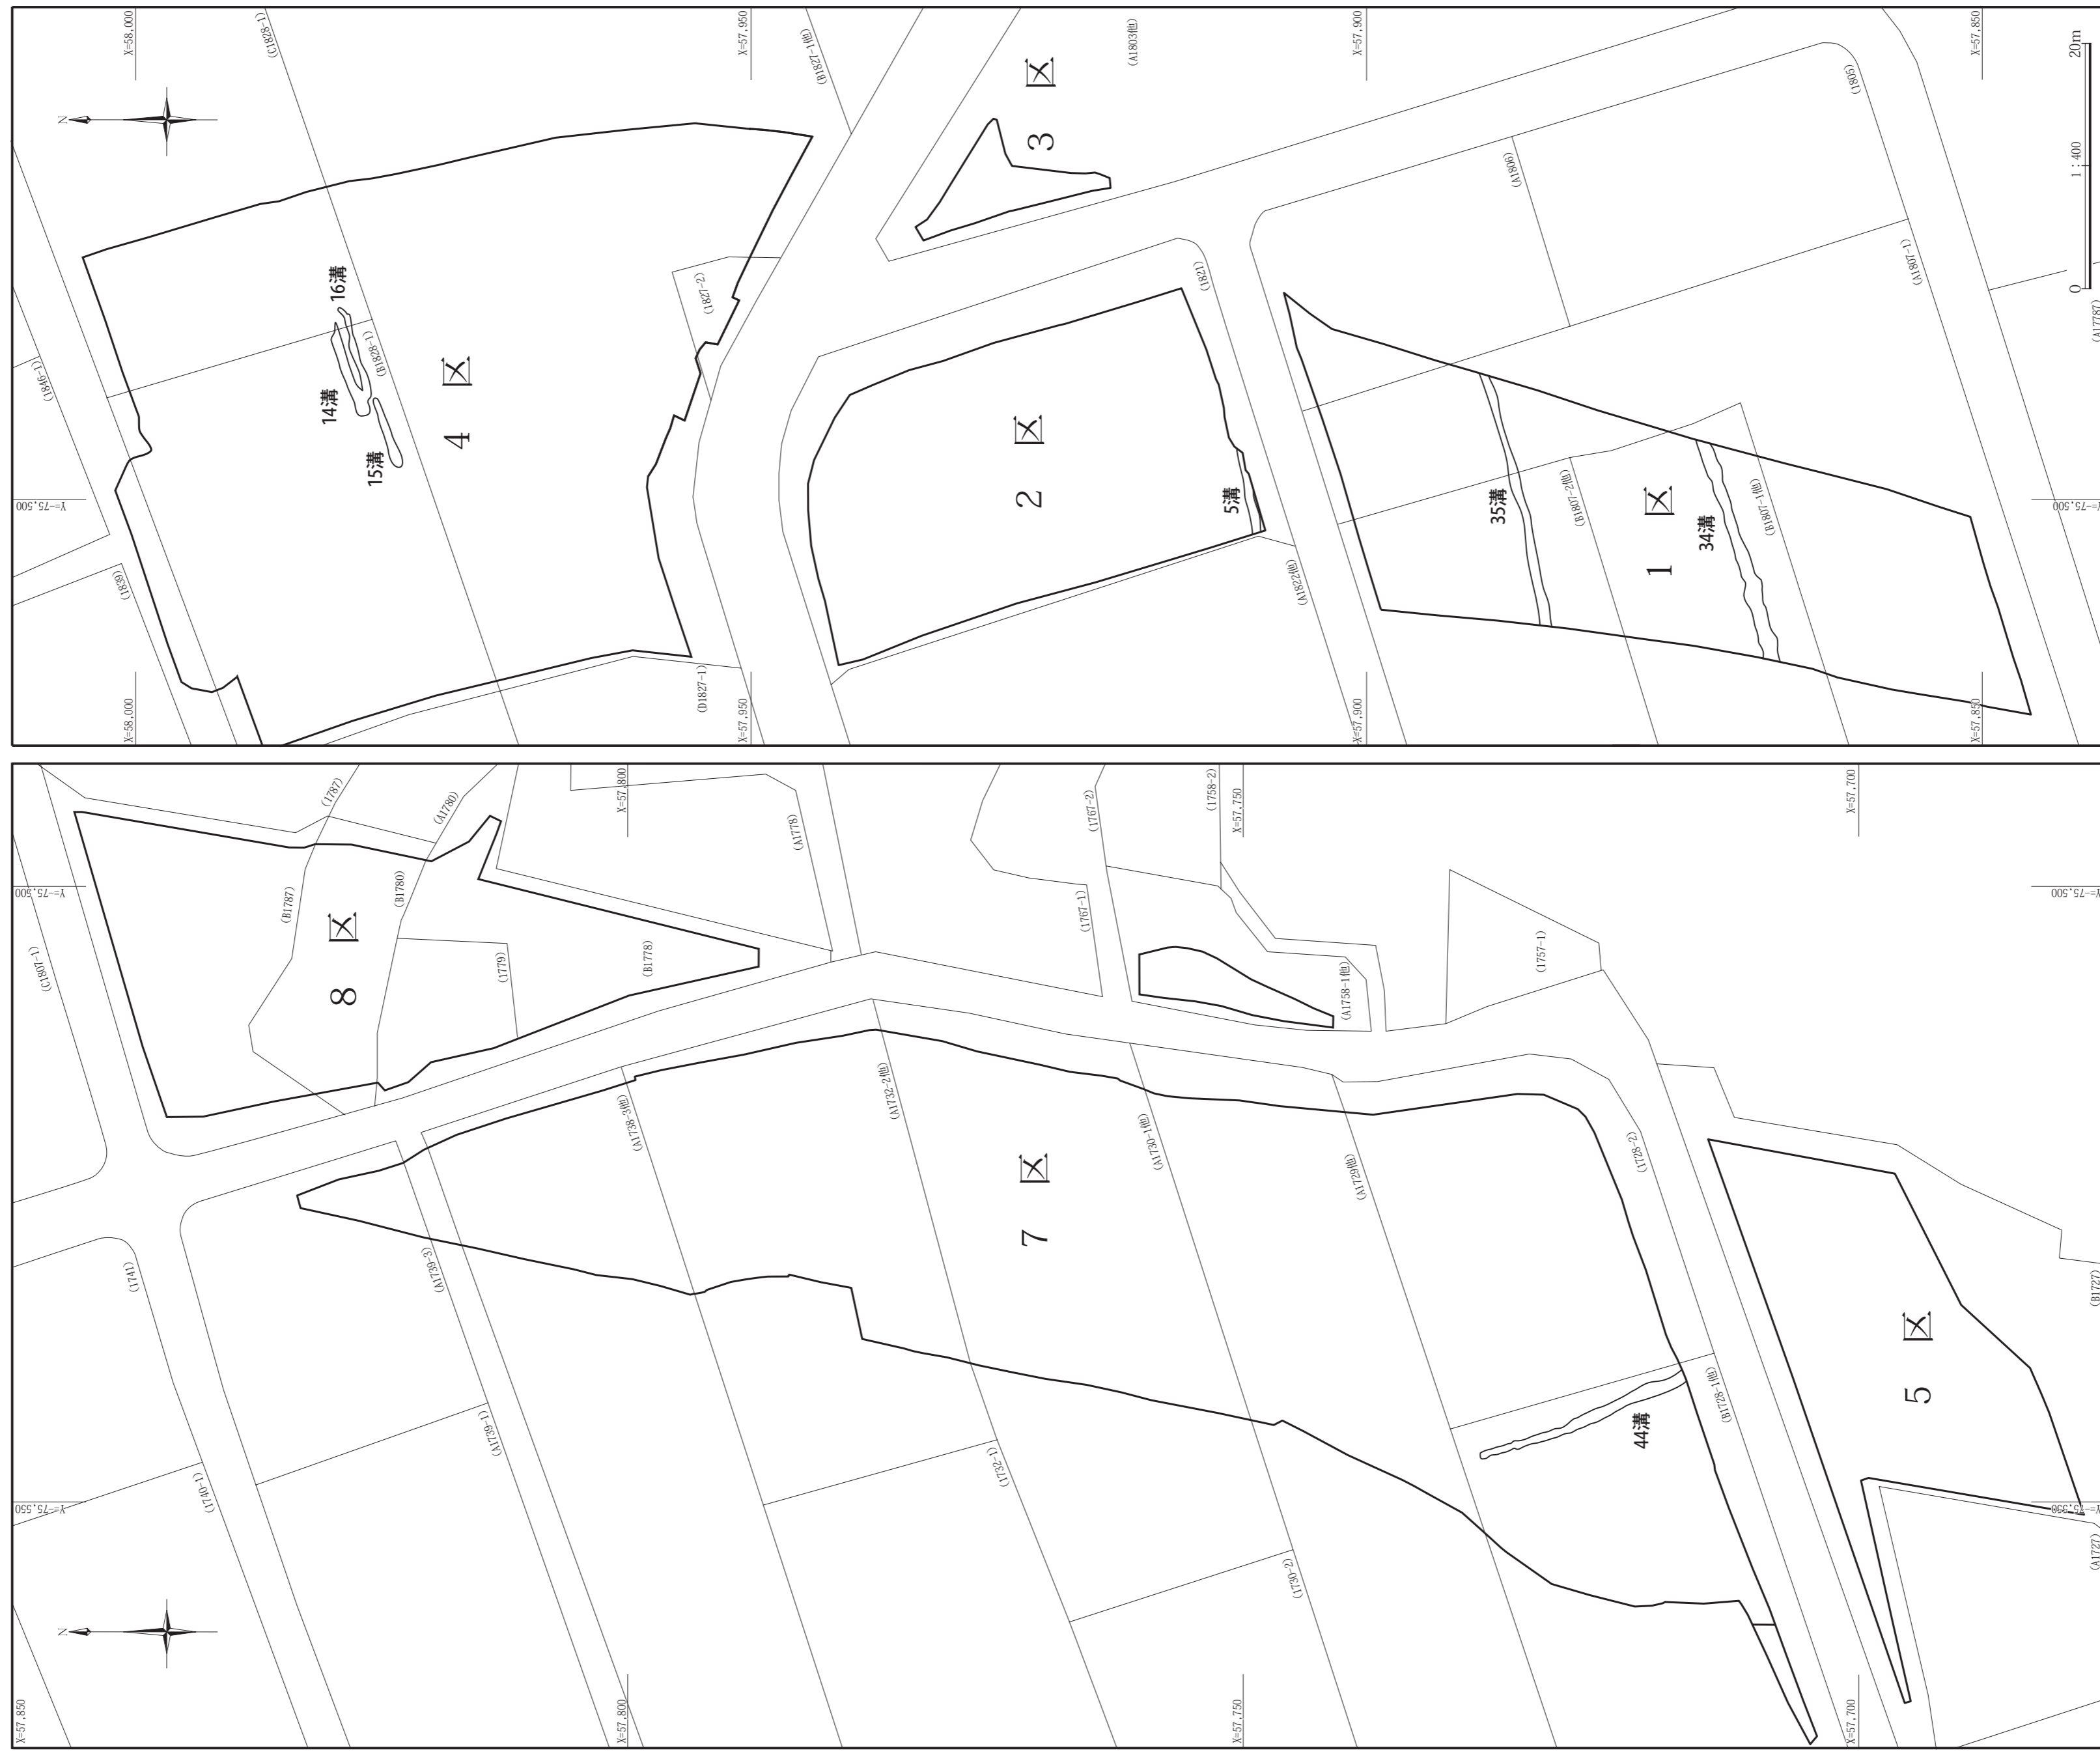 X=58,000
(C1828-1)
X=57,950
(B1827-1他)
(A1803他)
X=57,900
X=57,850
20m
1：400
0
N
3 区
(1805)
(A1806)
(A1807-1)
(A17787)
(1846-1)
16溝
14溝
15溝
(B1828-1)
4 区
(1827-2)
(1821)
2 区
5溝
35溝
(B1807-2他)
1 区
34溝
(B1807-1他)
Y=-75,500
Y=-75,500
(1839)
(A1822他)
(D1827-1)
X=58,000
X=57,950
X=57,900
X=57,850
(1787)
(A1780)
X=57,800
(A1778)
(1767-2)
(1758-2)
X=57,750
X=57,700
Y=-75,500
Y=-75,500
(C1807-1)
(B1787)
(B1780)
8 区
(1779)
(B1778)
(1767-1)
(A1758-1他)
(1757-1)
(A1738-3他)
(A1732-2他)
(A1730-1他)
(A1729他)
(1728-2)
7 区
(1741)
(A1739-3)
(A1739-1)
(1740-1)
(1732-1)
(1730-2)
44溝
(B1728-1他)
5 区
(B1727)
(A1727)
Y=-75,550
Y=-75,550
N
X=57,850
X=57,800
X=57,750
X=57,700